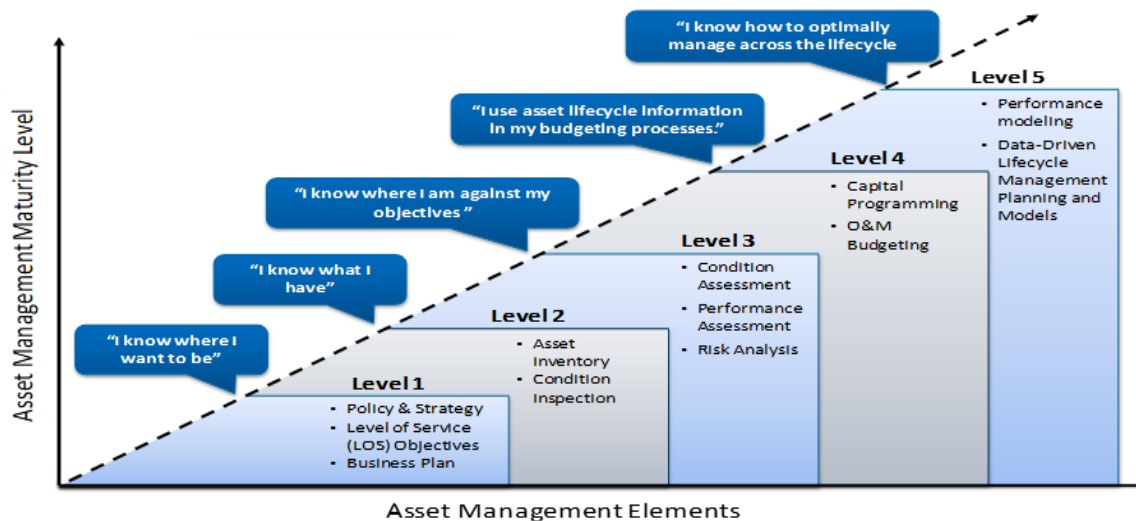 “I know how to optimally
manage across the lifecycle
Level 5
• Performance
modeling
• Data-Driven
Lifecycle
Management
Planning and
Models
“I use asset lifecycle information
in my budgeting processes.”
Level 4
• Capital
Programming
• O&M
Budgeting
“I know where I am against my
objectives ”
Level 3
• Condition
Assessment
• Performance
Assessment
• Risk Analysis
“I know what I
have”
Level 2
• Asset
Inventory
• Condition
Inspection
“I know where I
want to be”
Level 1
• Policy & Strategy
• Level of Service
(LOS) Objectives
• Business Plan
Asset Management Maturity Level
Asset Management Elements